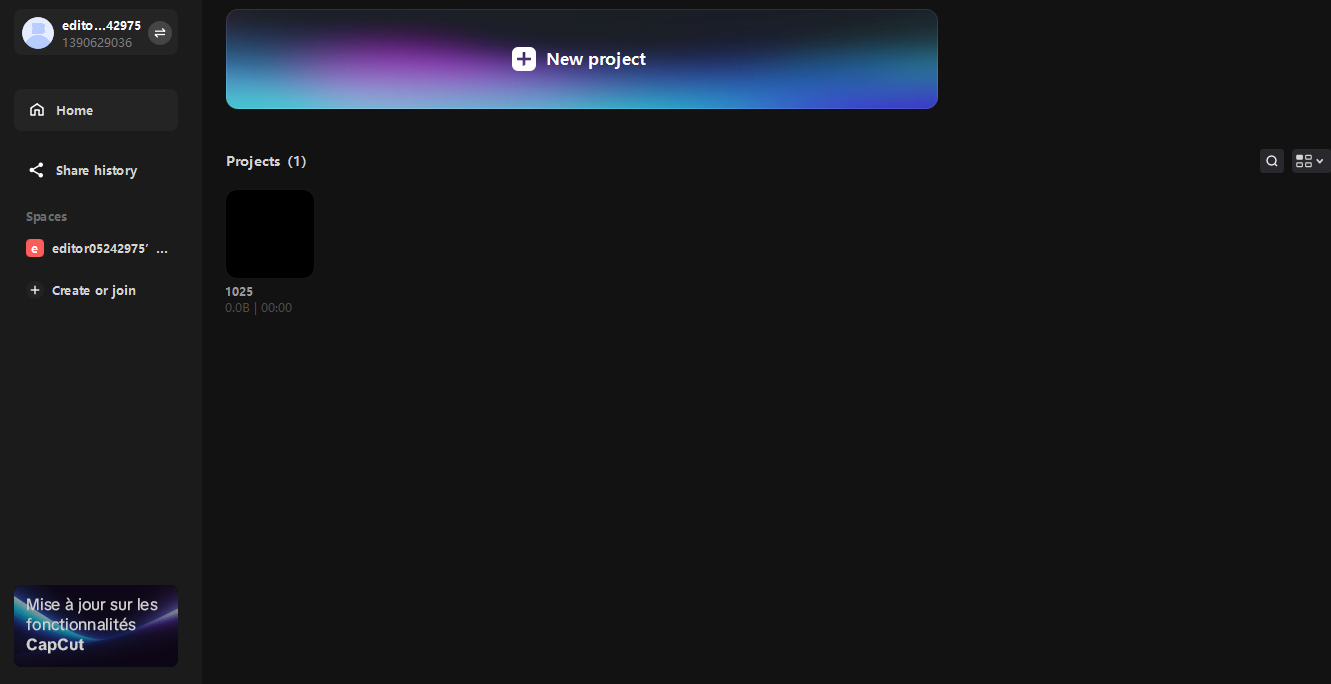 edito...42975
1390629036
Home
Share history
Spaces
editor05242975' ...
Create or join
Mise à jour sur les
fonctionnalités
CapCut
New project
Projects (1)
1025
0.0B | 00:00